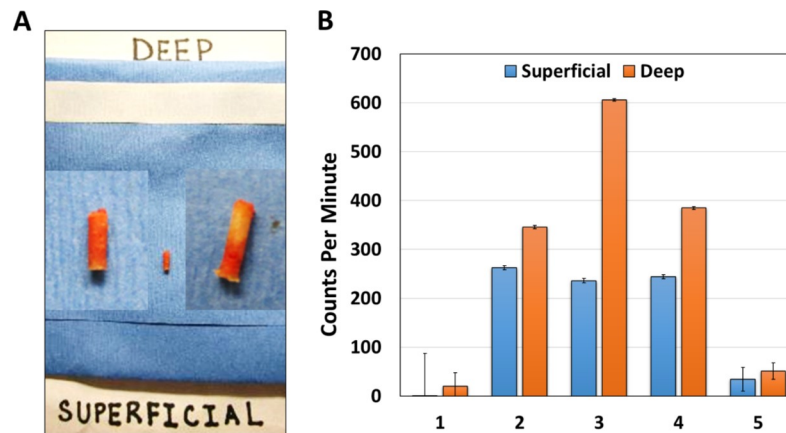 A
DEEP
SUPERFICIAL
B
Counts Per Minute
700
600
500
400
300
200
100
0
Superficial Deep
1 2 3 4 5